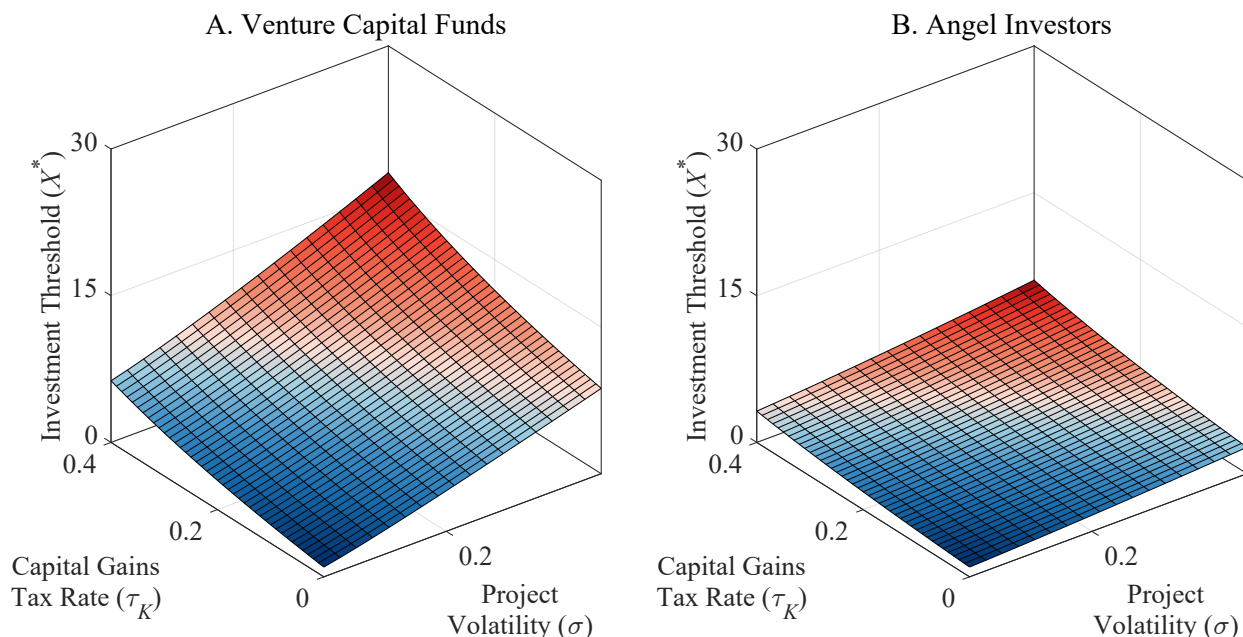 A. Venture Capital Funds
30
15
0
Investment Threshold (X*)
0.4
0.2
0
Capital Gains
Tax Rate (τ_K)
0.2
Project
Volatility (σ)
B. Angel Investors
30
15
0
Investment Threshold (X*)
0.4
0.2
0
Capital Gains
Tax Rate (τ_K)
0.2
Project
Volatility (σ)